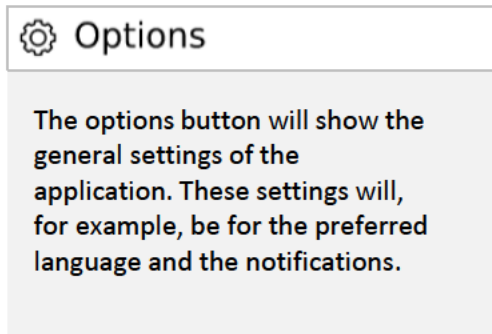 Options
The options button will show the
general settings of the
application. These settings will,
for example, be for the preferred
language and the notifications.